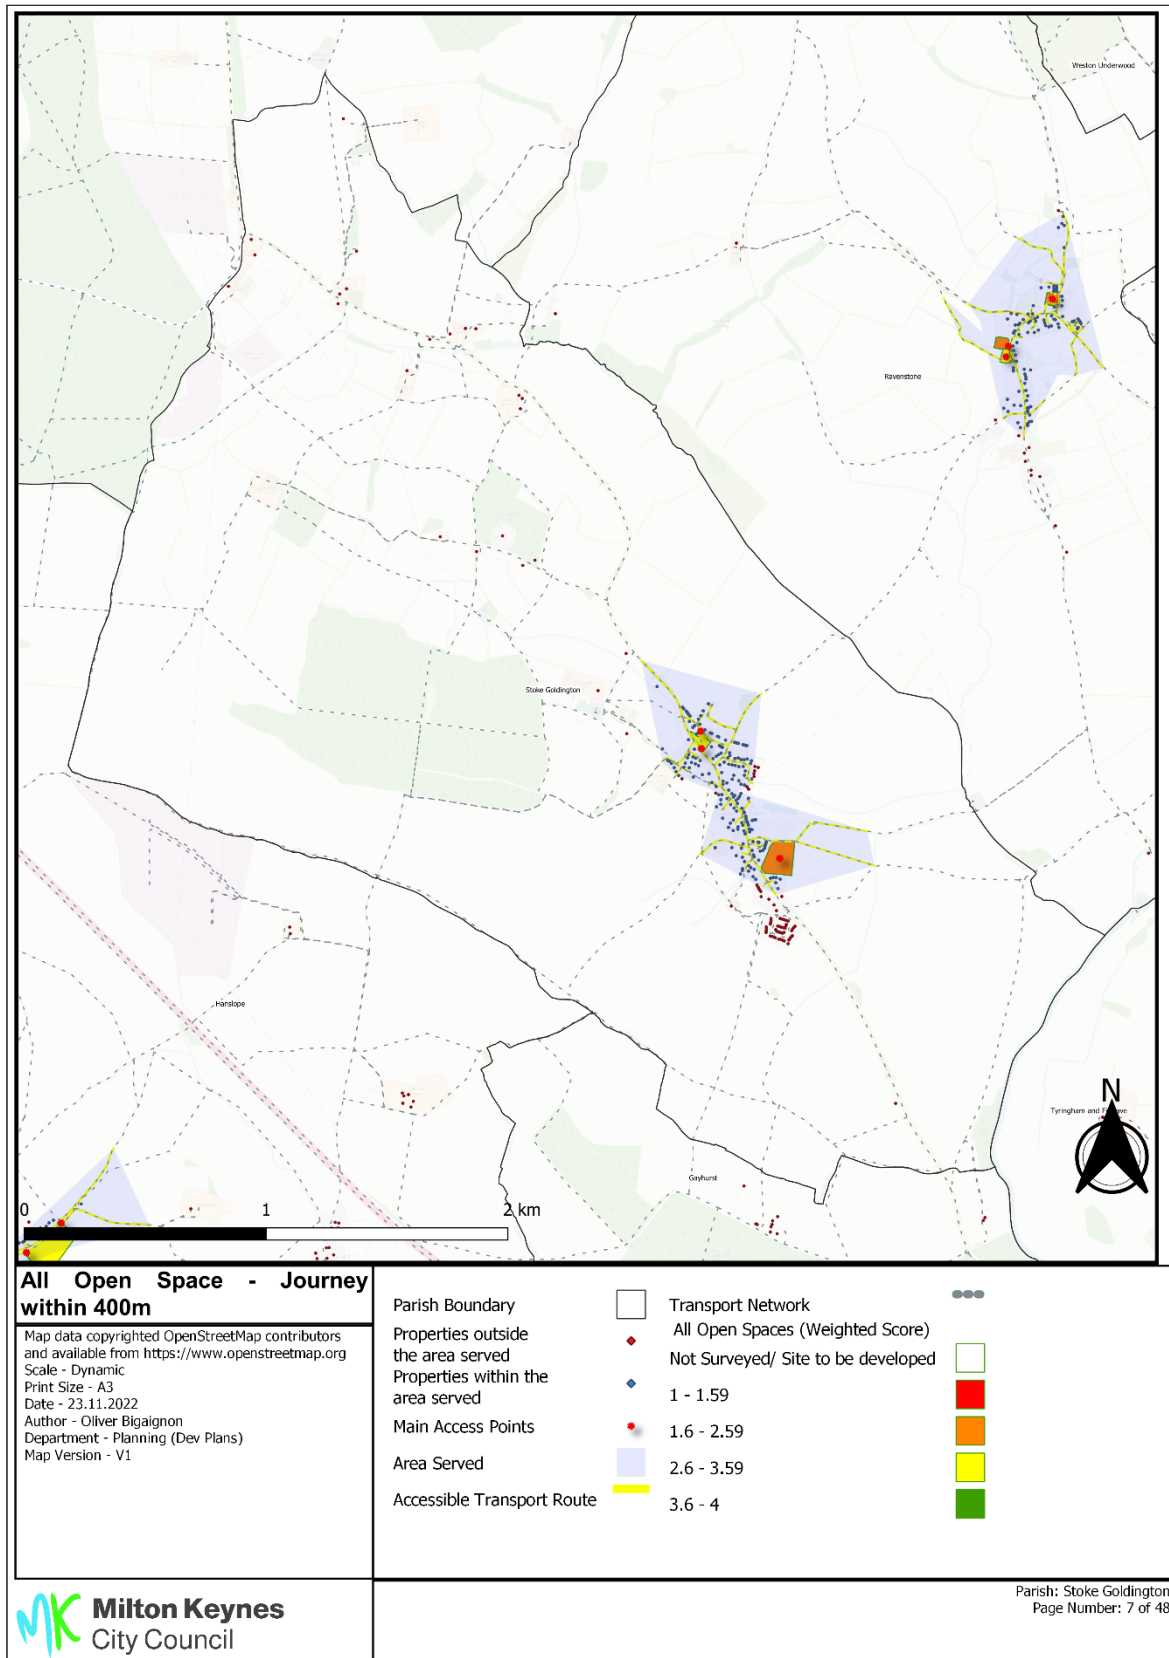 Weston Underwood
Ravenstone
Stoke Goldington
Hanslope
N
Tyringham and
Gayhurst
0 1 2 km
All Open Space - Journey
within 400m
Map data copyrighted OpenStreetMap contributors
and available from https://www.openstreetmap.org
Scale - Dynamic
Print Size - A3
Date - 23.11.2022
Author - Oliver Bigaignon
Department - Planning (Dev Plans)
Map Version - V1
Parish Boundary
Properties outside
the area served
Properties within the
area served
Main Access Points
Area Served
Accessible Transport Route
Transport Network
All Open Spaces (Weighted Score)
Not Surveyed/ Site to be developed
1 - 1.59
1.6 - 2.59
2.6 - 3.59
3.6 - 4
MK Milton Keynes
City Council
Parish: Stoke Goldington
Page Number: 7 of 48